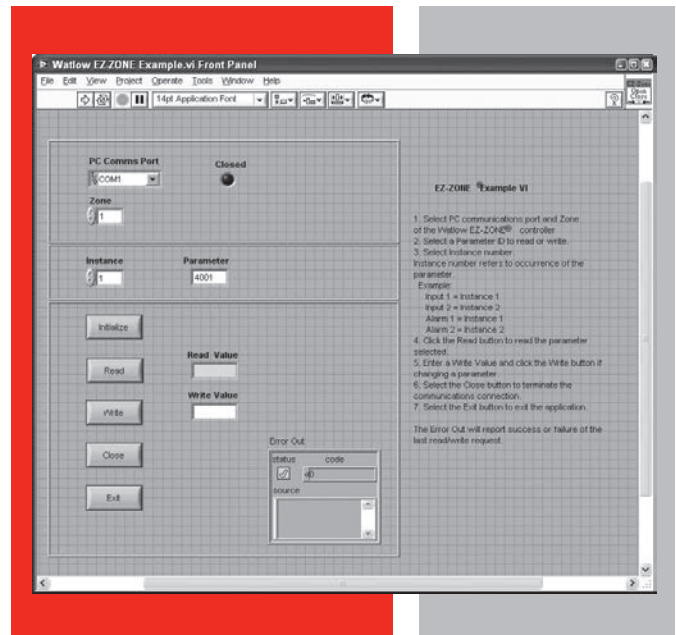 Watlow EZ ZONE Example.vi Front Panel
File Edit View Project Operate Tools Window Help
14pt Application Font
PC Comms Port
Closed
COM1
Zone
1
Instance
Parameter
1
4001
Initialize
Read
Read Value
Write
Write Value
Close
Exit
Error Out
status code
0
source
EZ-ZONE ® Example VI
1. Select PC communications port and Zone
of the Watlow EZ-ZONE® controller
2. Select a Parameter ID to read or write.
3. Select Instance number.
Instance number refers to occurrence of the
parameter.
Example:
Input 1 = Instance 1
Input 2 = Instance 2
Alarm 1 = Instance 1
Alarm 2 = Instance 2
4. Click the Read button to read the parameter
selected.
5. Enter a Write Value and click the Write button if
changing a parameter.
6. Select the Close button to terminate the
communications connection.
7. Select the Exit button to exit the application.
The Error Out will report success or failure of the
last read/write request.